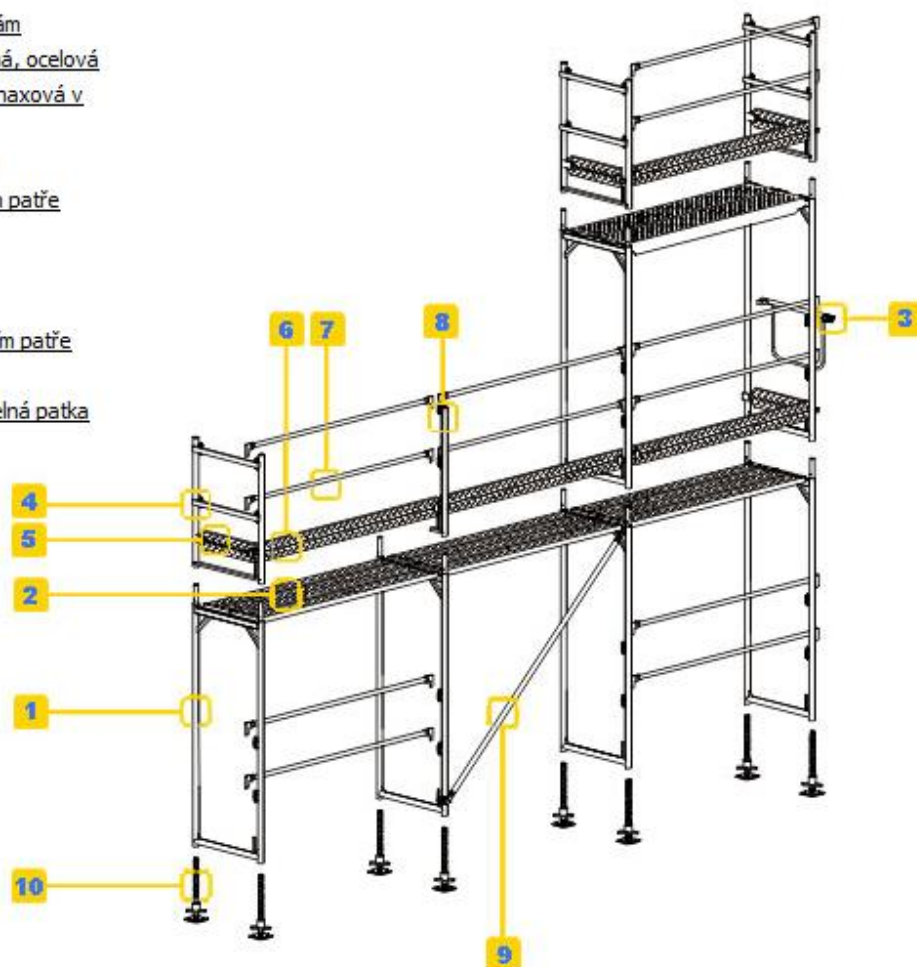 ám
á, ocelová
naxová v
patře
ím patře
elná patka
6
7
8
3
4
5
2
1
10
9